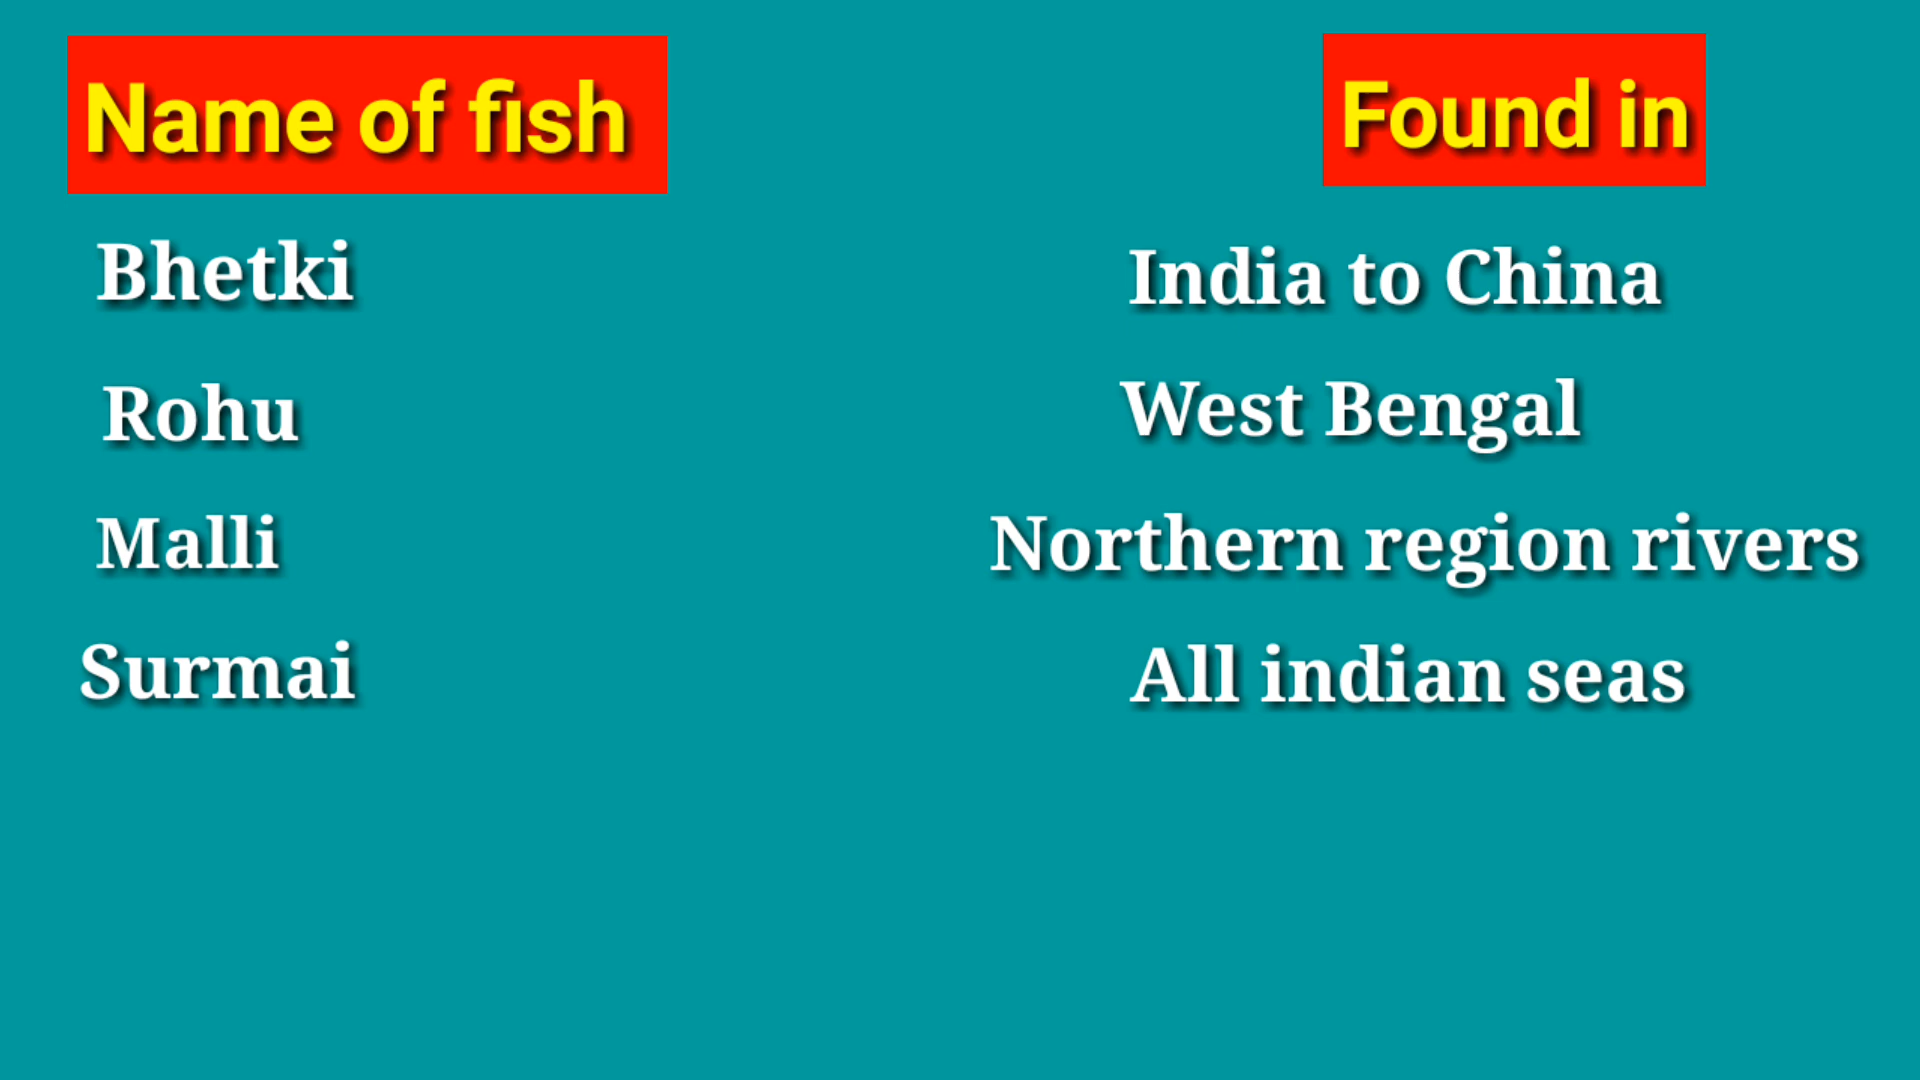 Name of fish Found in
Bhetki India to China
Rohu West Bengal
Malli Northern region rivers
Surmai All indian seas